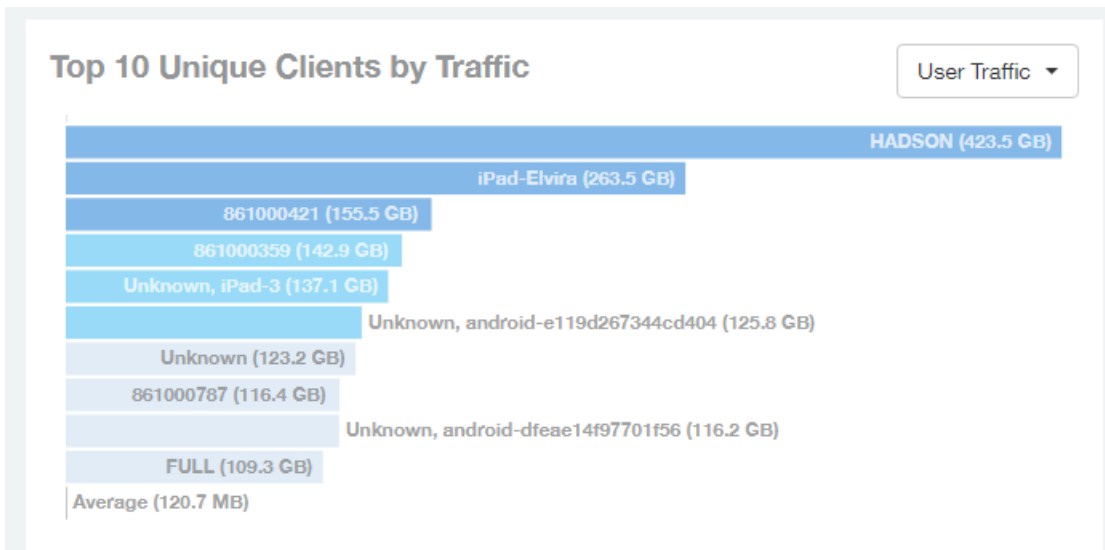 Top 10 Unique Clients by Traffic
User Traffic
HADSON (423.5 GB)
iPad-Elvira (263.5 GB)
861000421 (155.5 GB)
861000359 (142.9 GB)
Unknown, iPad-3 (137.1 GB)
Unknown, android-e119d267344cd404 (125.8 GB)
Unknown (123.2 GB)
861000787 (116.4 GB)
Unknown, android-dfeae14f97701f56 (116.2 GB)
FULL (109.3 GB)
Average (120.7 MB)